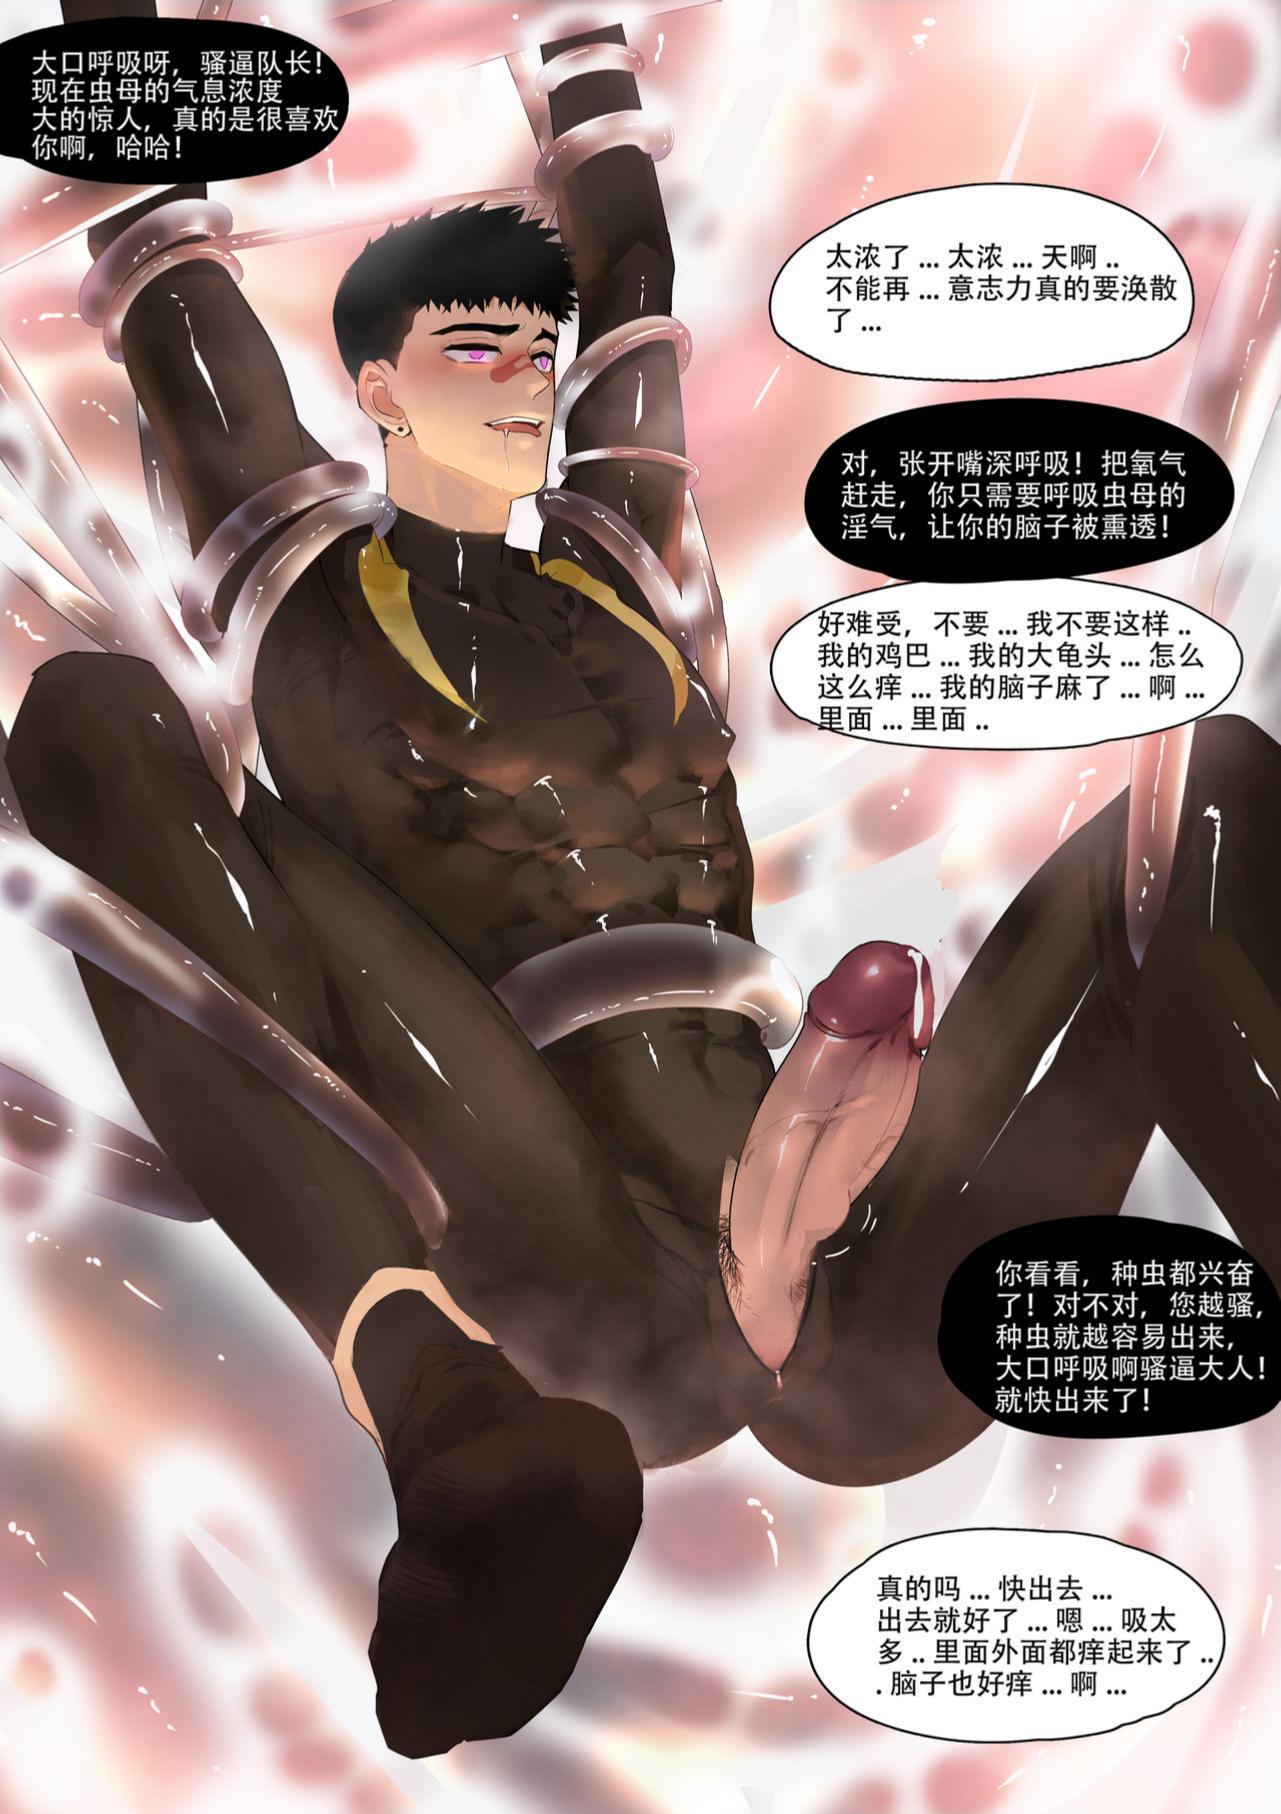 大口呼吸呀，骚逼队长！
现在虫母的气息浓度
大的惊人，真的是很喜欢
你啊，哈哈！
太浓了 ... 太浓 ... 天啊 ..
不能再 ... 意志力真的要涣散
了 ...
对，张开嘴深呼吸！把氧气
赶走，你只需要呼吸虫母的
淫气，让你的脑子被熏透！
好难受，不要 ... 我不要这样 ..
我的鸡巴 ... 我的大龟头 ... 怎么
这么痒 ... 我的脑子麻了 ... 啊 ...
里面 ... 里面 ..
你看看，种虫都兴奋
了！对不对，您越骚，
种虫就越容易出来，
大口呼吸啊骚逼大人！
就快出来了！
真的吗 ... 快出去 ...
出去就好了 ... 嗯 ... 吸太
多 .. 里面外面都痒起来了 ..
. 脑子也好痒 ... 啊 ...